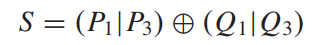 S = (P₁|P₃) ⊕ (Q₁|Q₃)